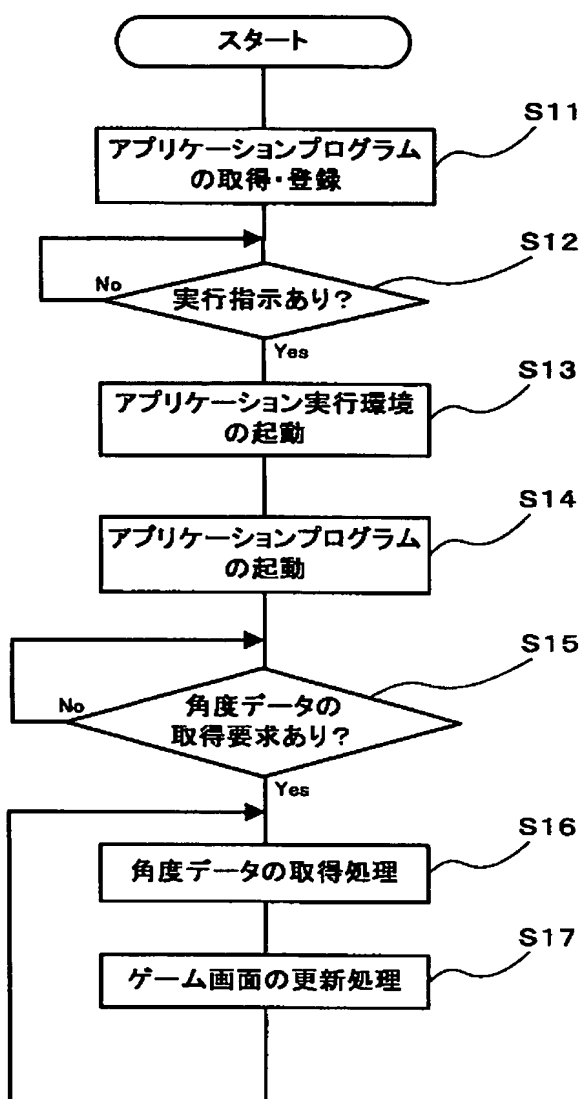 スタート
S11
アプリケーションプログラム
の取得・登録
S12
No
実行指示あり?
Yes
S13
アプリケーション実行環境
の起動
S14
アプリケーションプログラム
の起動
S15
No
角度データの
取得要求あり?
Yes
S16
角度データの取得処理
S17
ゲーム画面の更新処理